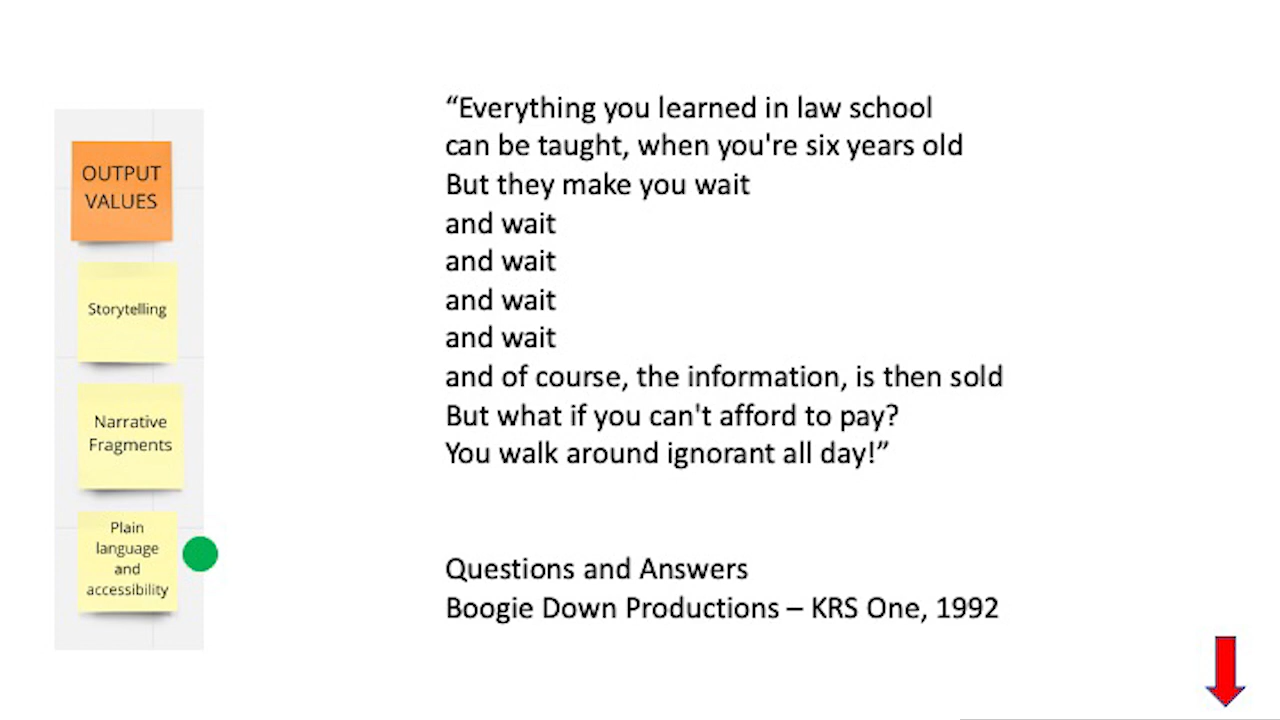 OUTPUT
VALUES
Storytelling
Narrative
Fragments
Plain
language
and
accessibility
“Everything you learned in law school
can be taught, when you're six years old
But they make you wait
and wait
and wait
and wait
and wait
and of course, the information, is then sold
But what if you can't afford to pay?
You walk around ignorant all day!”
Questions and Answers
Boogie Down Productions – KRS One, 1992